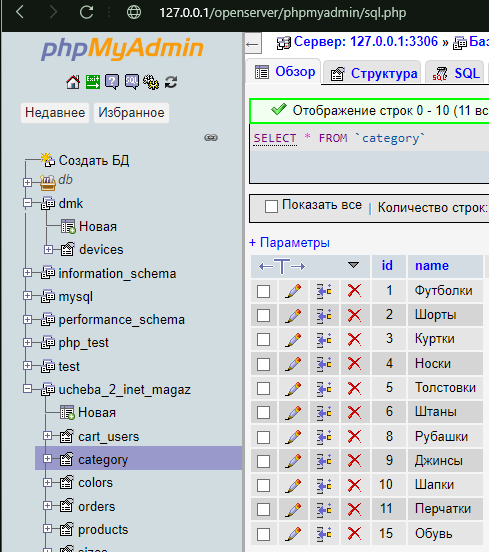 127.0.0.1/openserver/phpmyadmin/sql.php
phpMyAdmin
Недавнее Избранное
Создать БД
db
dmk
Новая
devices
information_schema
mysql
performance_schema
php_test
test
ucheba_2_inet_magaz
Новая
cart_users
category
colors
orders
products
Сервер: 127.0.0.1:3306 » Ба
Обзор Структура SQL
Отображение строк 0 - 10 (11 вс
SELECT * FROM `category`
Показать все | Количество строк:
+ Параметры
←T→ id name
1 Футболки
2 Шорты
3 Куртки
4 Носки
5 Толстовки
6 Штаны
8 Рубашки
9 Джинсы
10 Шапки
11 Перчатки
15 Обувь